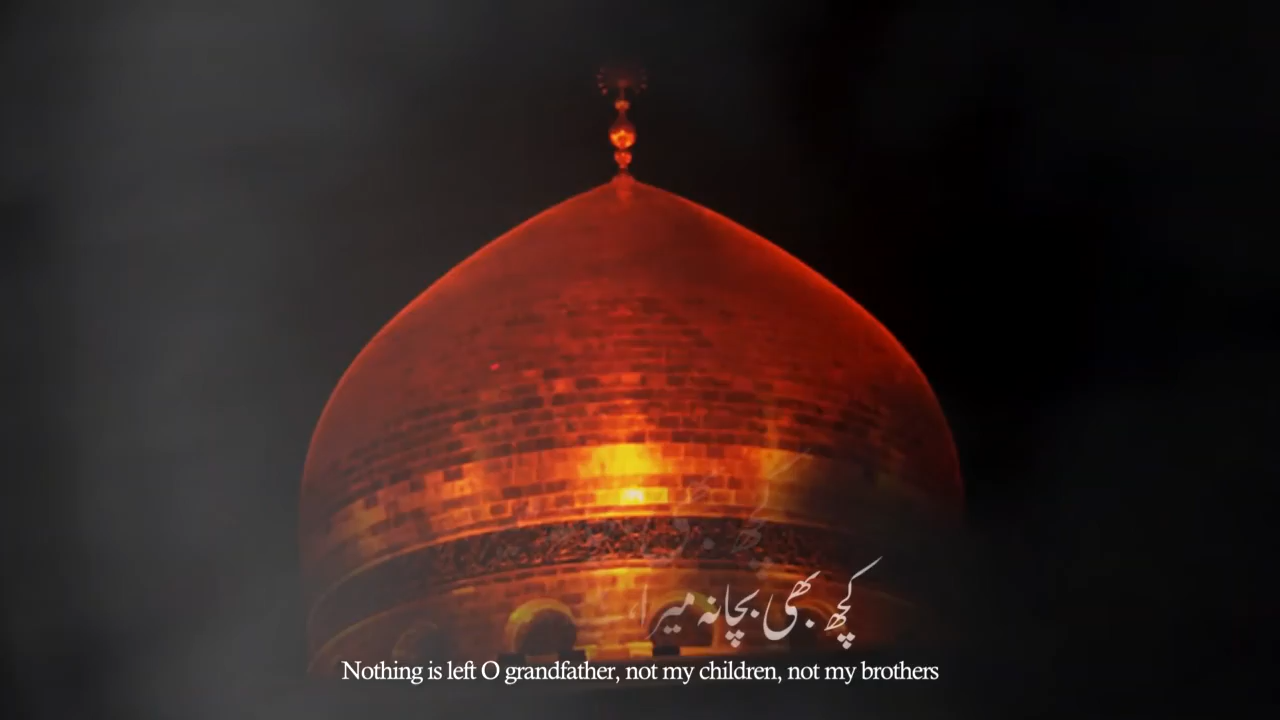 کچھ بھی بچا نہ میرا،
Nothing is left O grandfather, not my children, not my brothers